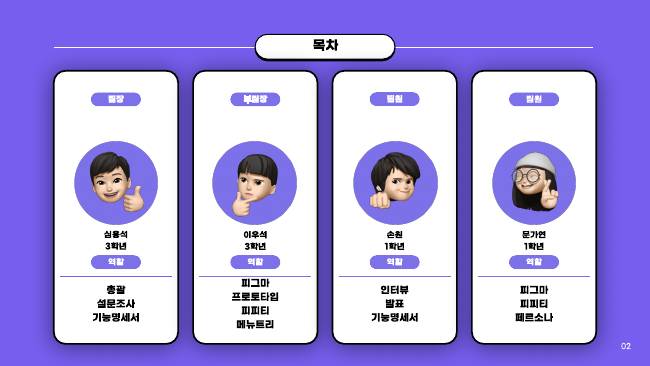 목차
팀장
심용석
3학년
역할
총괄
설문조사
기능명세서
부팀장
이우석
3학년
역할
피그마
프로토타입
피피티
메뉴트리
팀원
손원
1학년
역할
인터뷰
발표
기능명세서
팀원
문가연
1학년
역할
피그마
피피티
페르소나
02